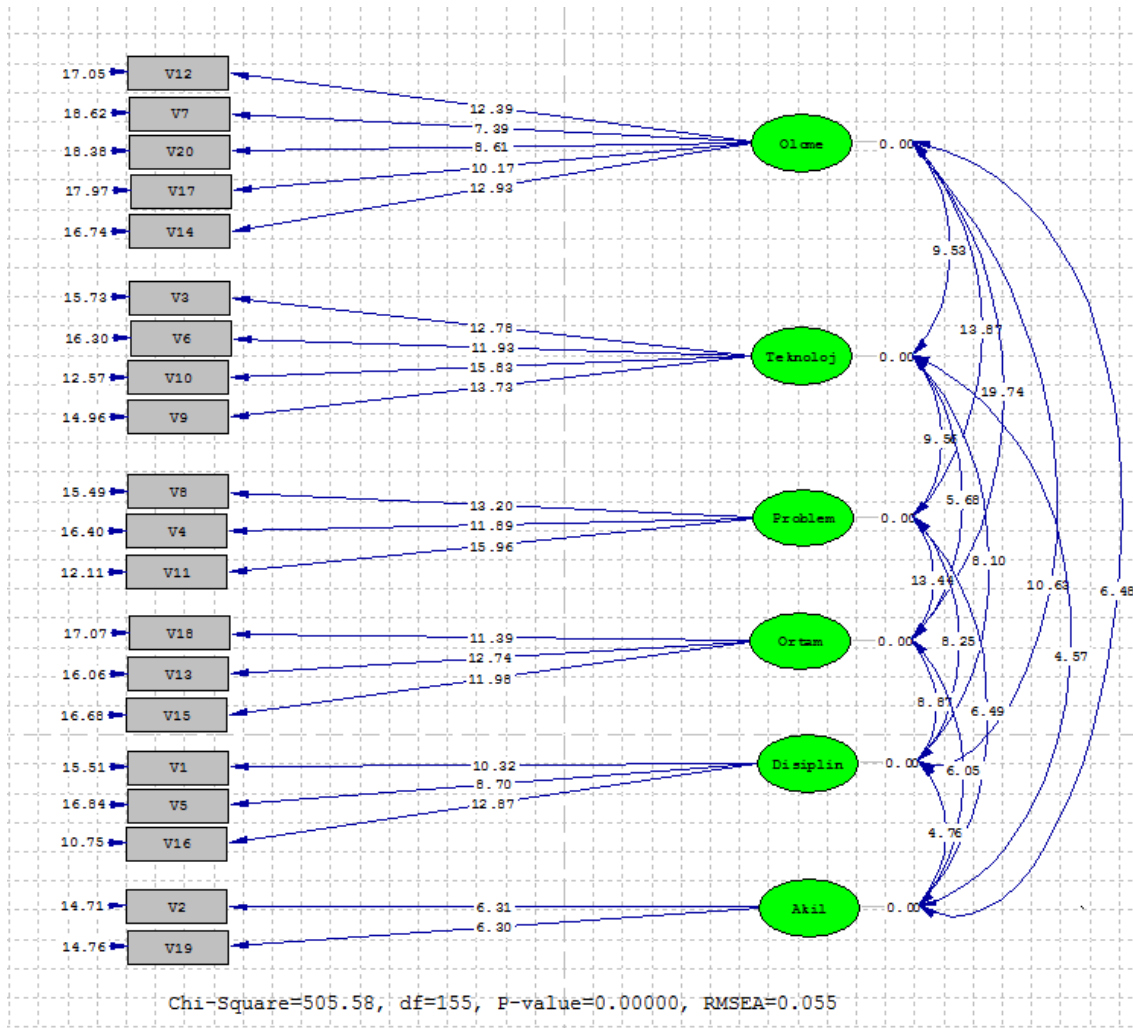 17.05 V12 12.39
18.62 V7 7.39
18.38 V20 8.61
17.97 V17 10.17
16.74 V14 12.93
Olcme 0.00
15.73 V3 12.78
16.30 V6 11.93
12.57 V10 15.83
14.96 V9 13.73
Teknoloj 0.00
15.49 V8 13.20
16.40 V4 11.89
12.11 V11 15.96
Problem 0.00
17.07 V18 11.39
16.06 V13 12.74
16.68 V15 11.98
Ortam 0.00
15.51 V1 10.32
16.84 V5 8.70
10.75 V16 12.87
Disiplin 0.00
14.71 V2 6.31
14.76 V19 6.30
Akil 0.00
9.53
13.87
19.74
9.56
5.68
8.10
13.44
10.63
6.48
8.25
4.57
8.87
6.49
6.05
4.76
Chi-Square=505.58, df=155, P-value=0.00000, RMSEA=0.055